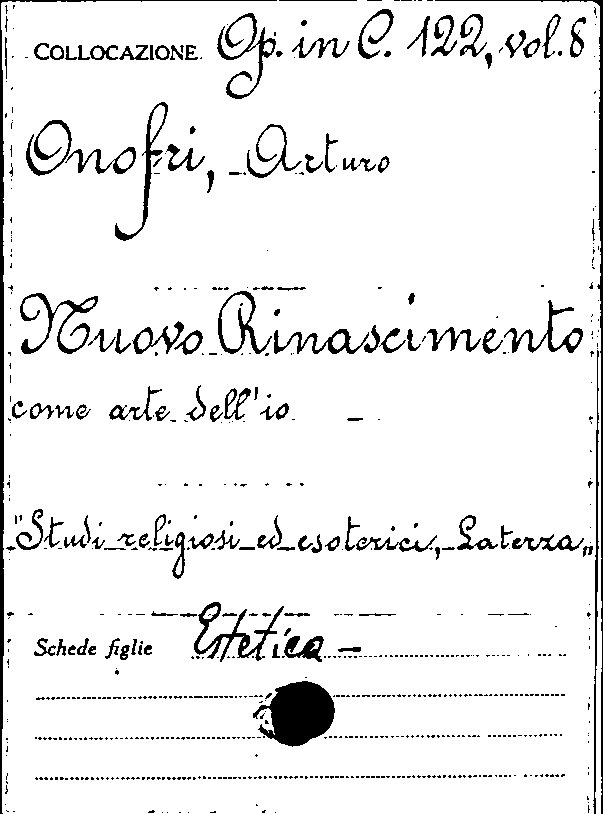 COLLOCAZIONE Op. in C. 122, vol. 8
Onofri, Arturo
Nuovo Rinascimento
come arte dell'io –
"Studi religiosi ed esoterici, Laterza„
Schede figlie Estetica –